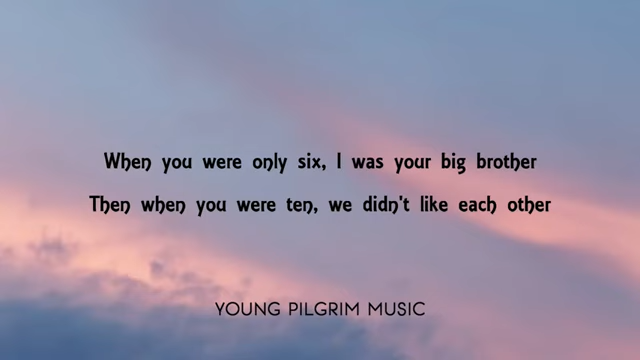 When you were only six, I was your big brother
Then when you were ten, we didn't like each other
YOUNG PILGRIM MUSIC